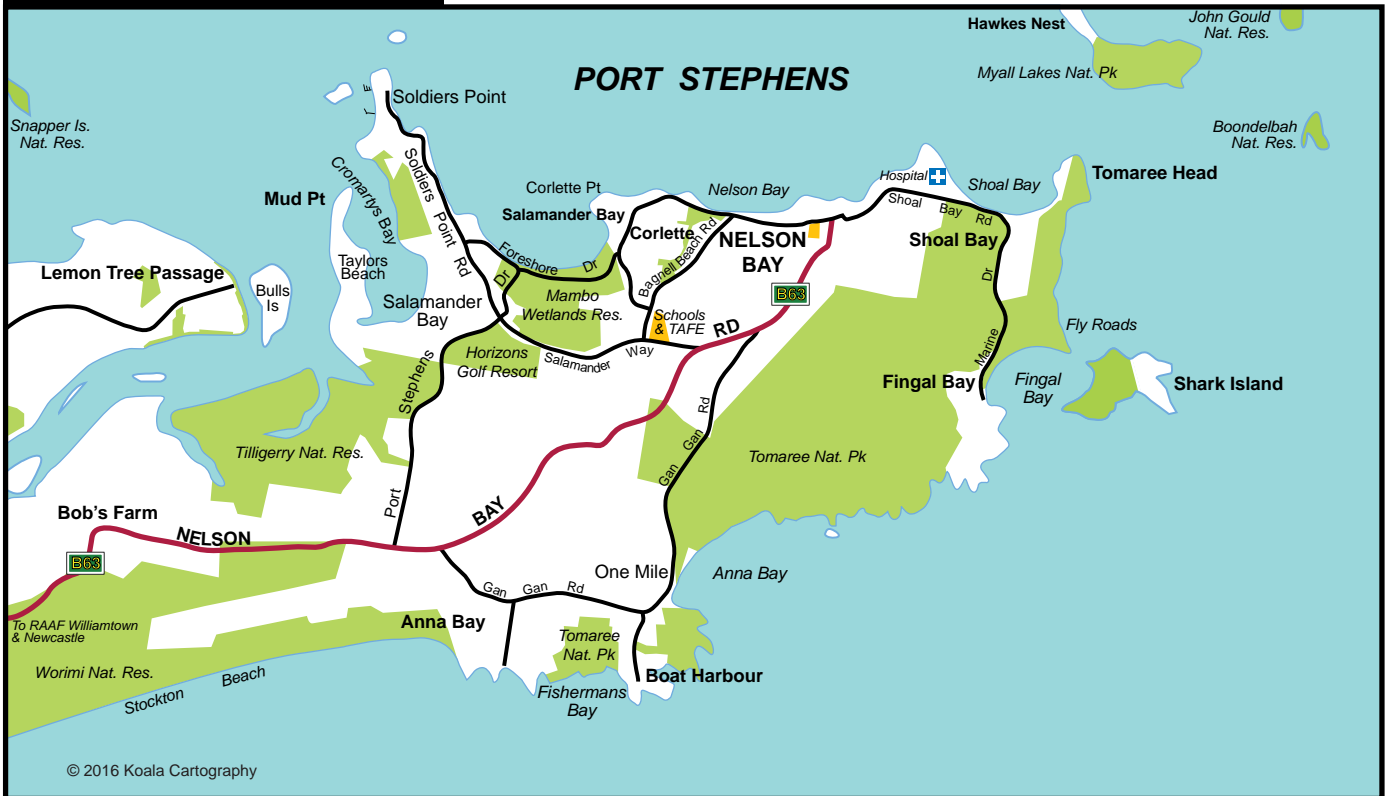 Hawkes Nest
John Gould
Nat. Res.
PORT STEPHENS
Myall Lakes Nat. Pk
Soldiers Point
Snapper Is.
Nat. Res.
Boondelbah
Nat. Res.
Cromartys Bay
Soldiers Point Rd
Mud Pt
Corlette Pt
Nelson Bay
Hospital
Shoal Bay
Tomaree Head
Salamander Bay
Shoal Bay Rd
Corlette
NELSON
BAY
Shoal Bay
Foreshore Dr
Bagnell Beach Rd
Lemon Tree Passage
Taylors
Beach
Bulls
Is
Dr
Salamander
Bay
Mambo
Wetlands Res.
Schools
& TAFE
B63
RD
Dr
Fly Roads
Horizons
Golf Resort
Salamander Way
Marine
Stephens
Fingal Bay
Fingal
Bay
Shark Island
Rd
Gan
Gan
Tilligerry Nat. Res.
Tomaree Nat. Pk
Port
Bob's Farm
NELSON
BAY
B63
One Mile
Anna Bay
Gan Gan Rd
To RAAF Williamtown
& Newcastle
Anna Bay
Tomaree
Nat. Pk
Worimi Nat. Res.
Stockton Beach
Boat Harbour
Fishermans
Bay
© 2016 Koala Cartography